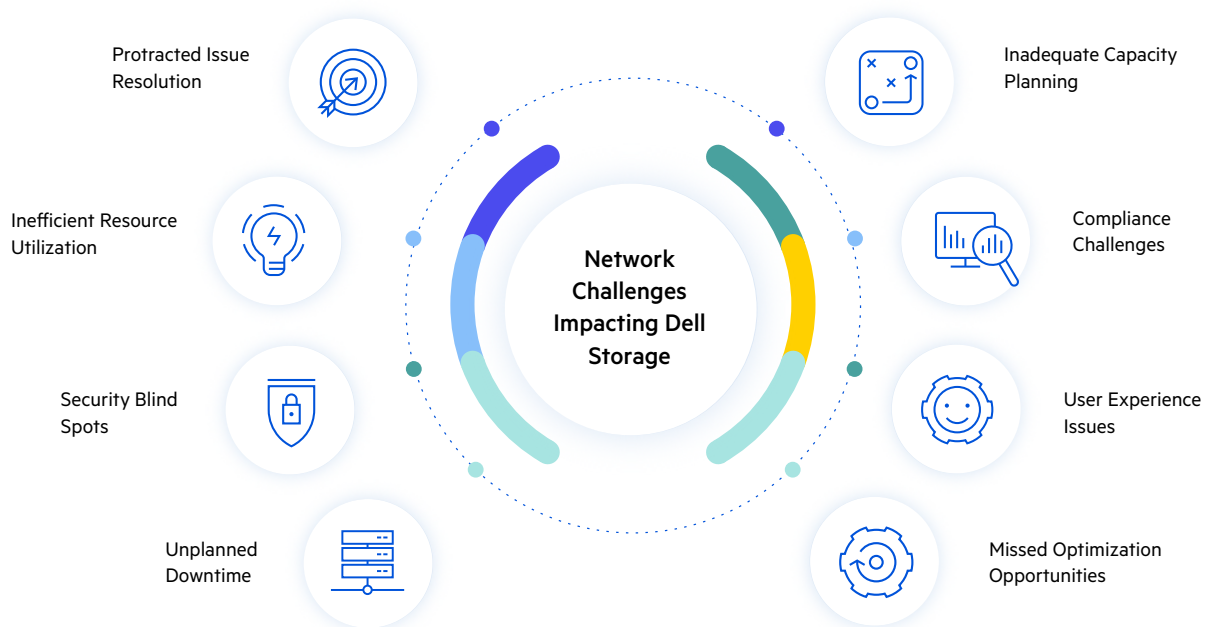 Protracted Issue
Resolution
Inefficient Resource
Utilization
Security Blind
Spots
Unplanned
Downtime
Network
Challenges
Impacting Dell
Storage
Inadequate Capacity
Planning
Compliance
Challenges
User Experience
Issues
Missed Optimization
Opportunities